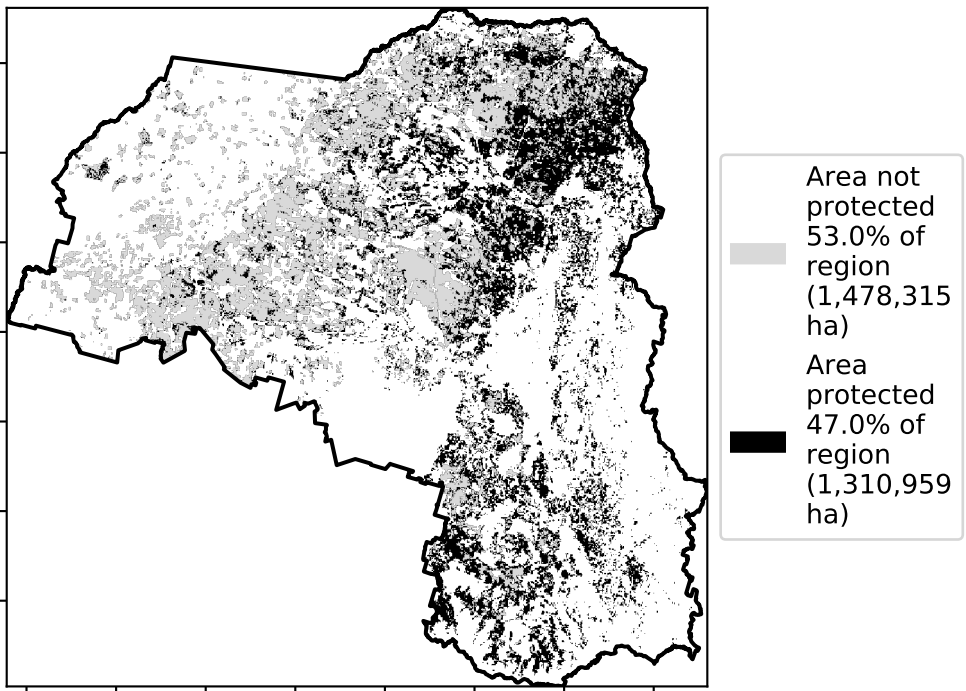 Area not
protected
53.0% of
region
(1,478,315
ha)
Area
protected
47.0% of
region
(1,310,959
ha)